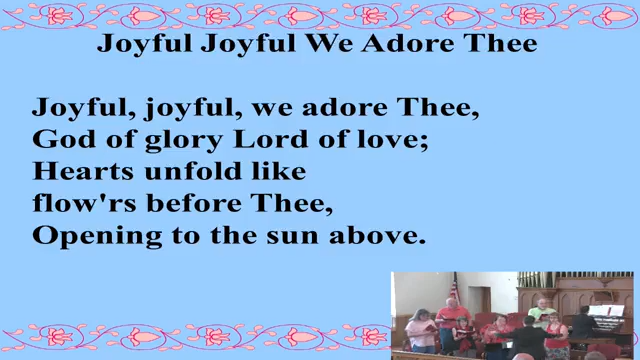 Joyful Joyful We Adore Thee
Joyful, joyful, we adore Thee,
God of glory Lord of love;
Hearts unfold like
flow'rs before Thee,
Opening to the sun above.